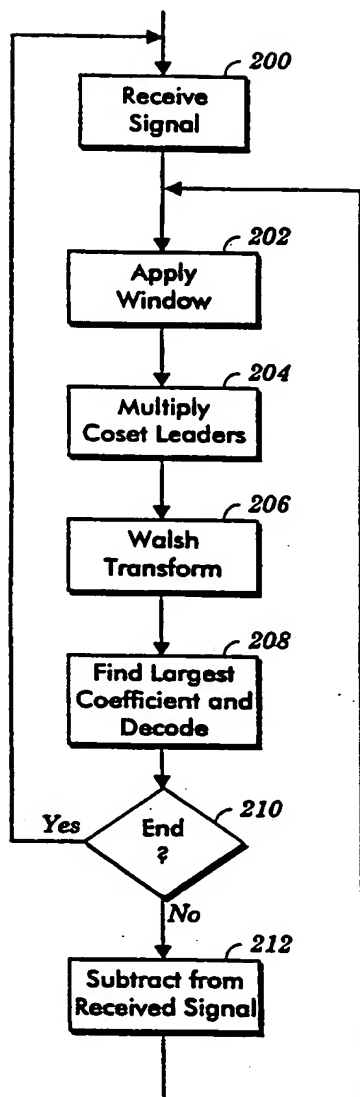 200
Receive
Signal
202
Apply
Window
204
Multiply
Coset Leaders
206
Walsh
Transform
208
Find Largest
Coefficient and
Decode
210
Yes
End
?
No
212
Subtract from
Received Signal